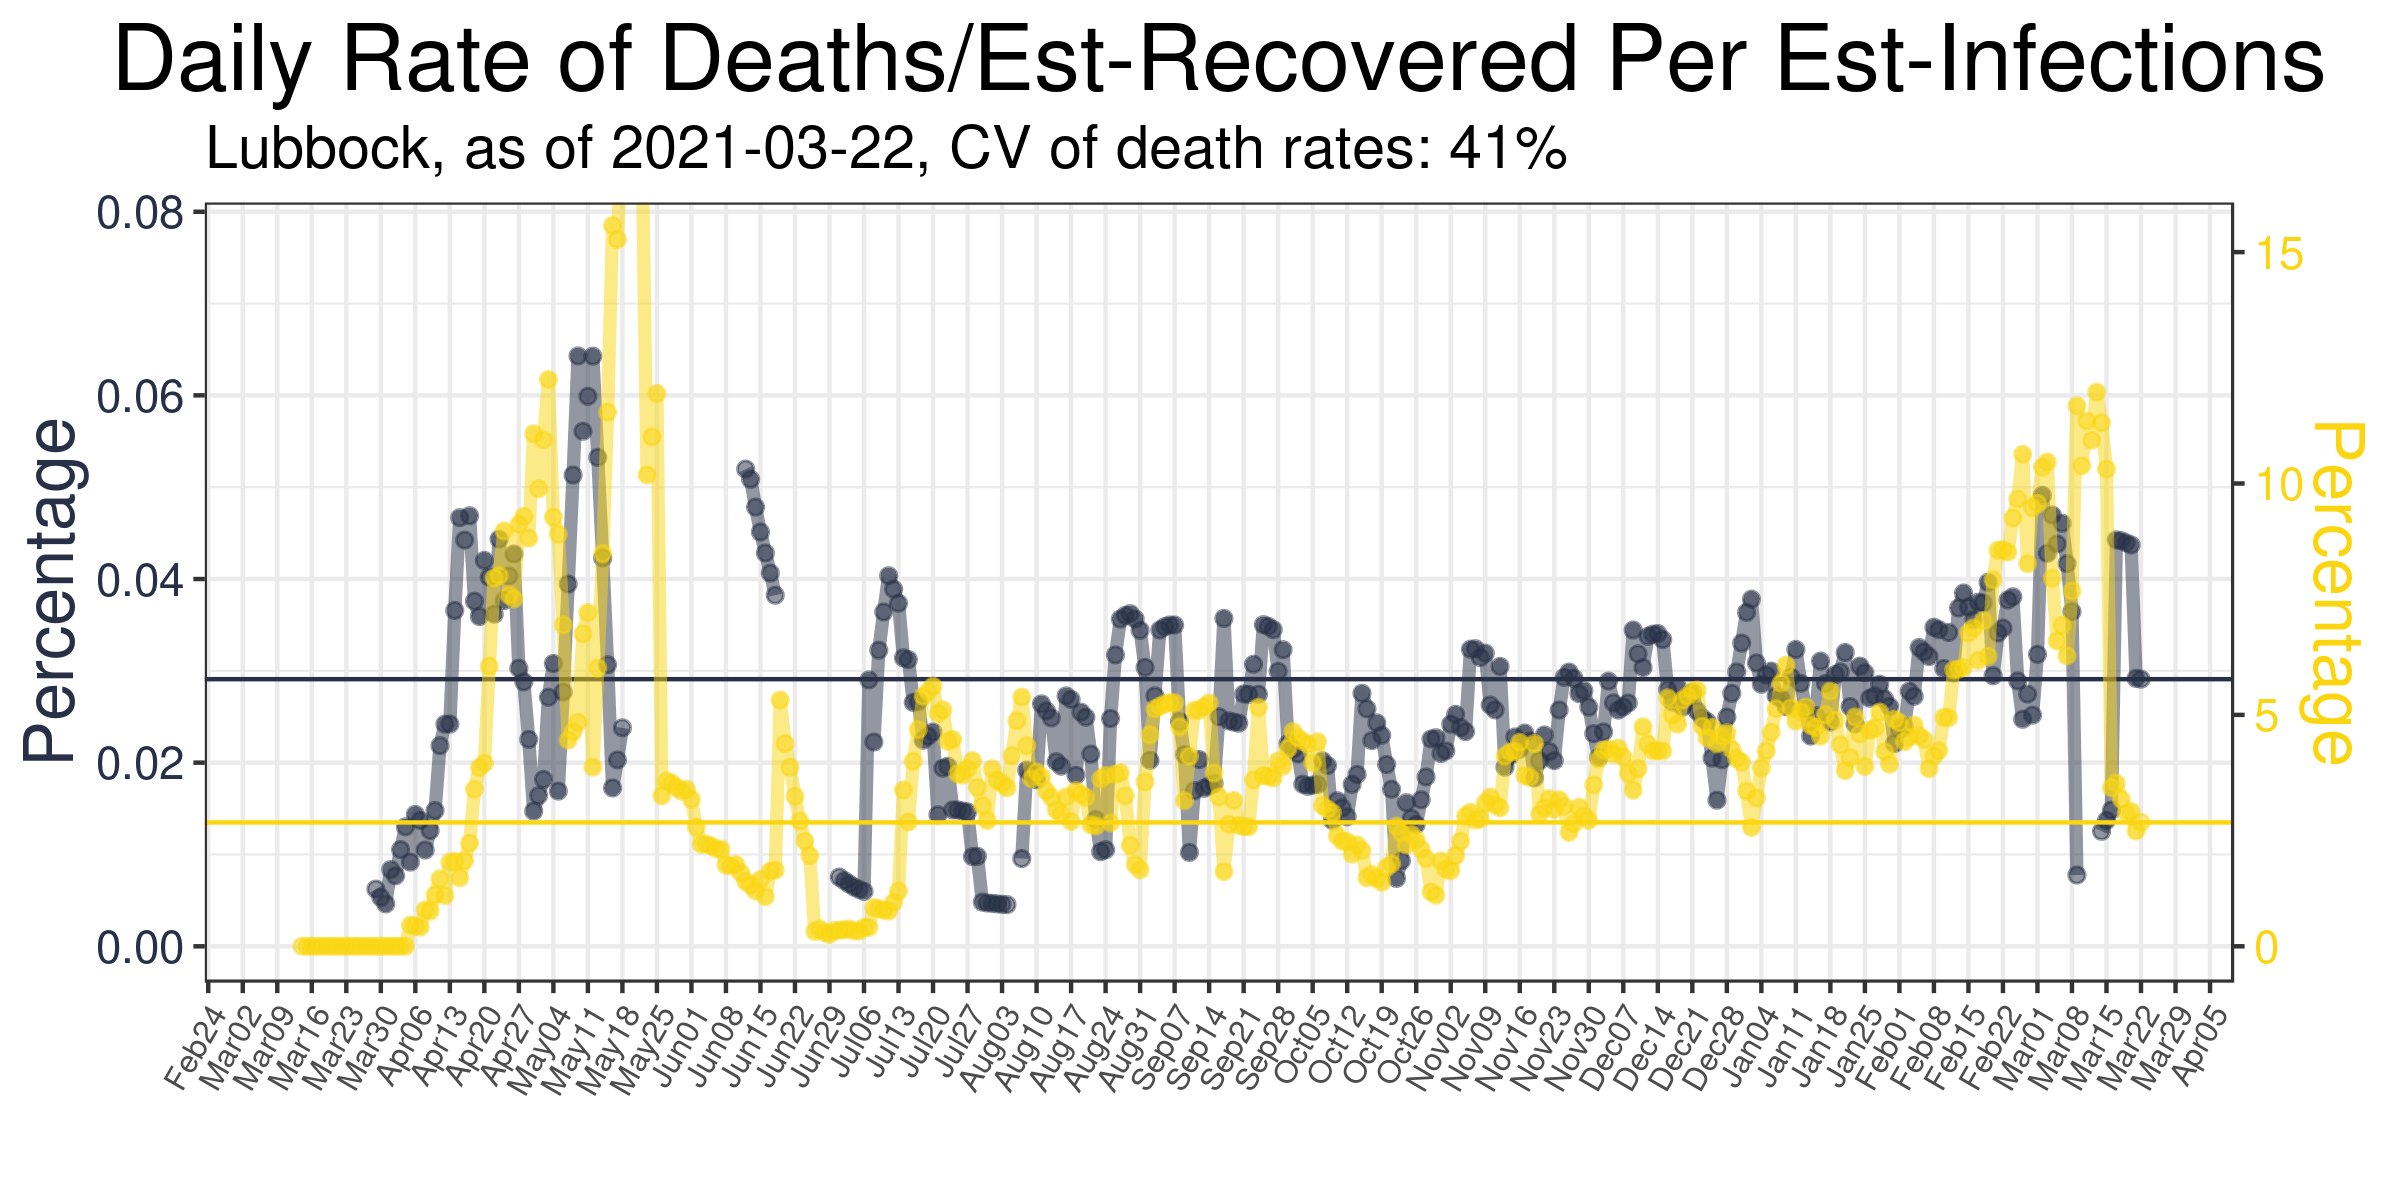 Daily Rate of Deaths/Est-Recovered Per Est-Infections
Lubbock, as of 2021-03-22, CV of death rates: 41%
Percentage
0.08
0.06
0.04
0.02
0.00
15
10
5
0
Percentage
Feb24
Mar02
Mar09
Mar16
Mar23
Mar30
Apr06
Apr13
Apr20
Apr27
May04
May11
May18
May25
Jun01
Jun08
Jun15
Jun22
Jun29
Jul06
Jul13
Jul20
Jul27
Aug03
Aug10
Aug17
Aug24
Aug31
Sep07
Sep14
Sep21
Sep28
Oct05
Oct12
Oct19
Oct26
Nov02
Nov09
Nov16
Nov23
Nov30
Dec07
Dec14
Dec21
Dec28
Jan04
Jan11
Jan18
Jan25
Feb01
Feb08
Feb15
Feb22
Mar01
Mar08
Mar15
Mar22
Mar29
Apr05